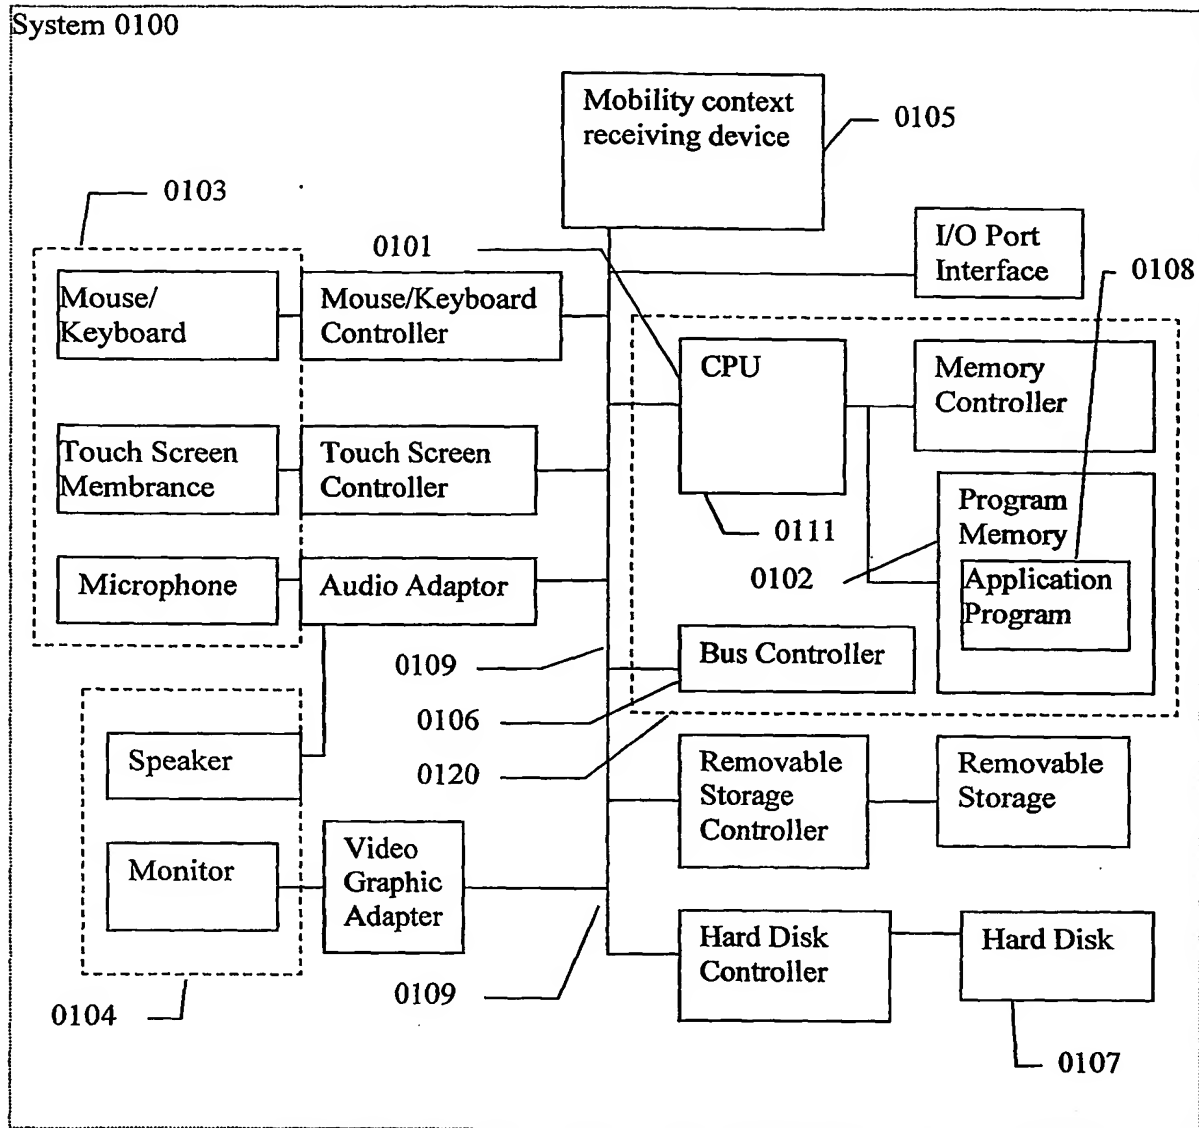 System 0100
Mobility context
receiving device
0105
0103
0101
I/O Port
Interface
0108
Mouse/
Keyboard
Mouse/Keyboard
Controller
CPU
Memory
Controller
Touch Screen
Membrance
Touch Screen
Controller
0111
Program
Memory
0102
Application
Program
Microphone
Audio Adaptor
0109
Bus Controller
0106
0120
Speaker
Removable
Storage
Controller
Removable
Storage
Monitor
Video
Graphic
Adapter
Hard Disk
Controller
Hard Disk
0109
0104
0107